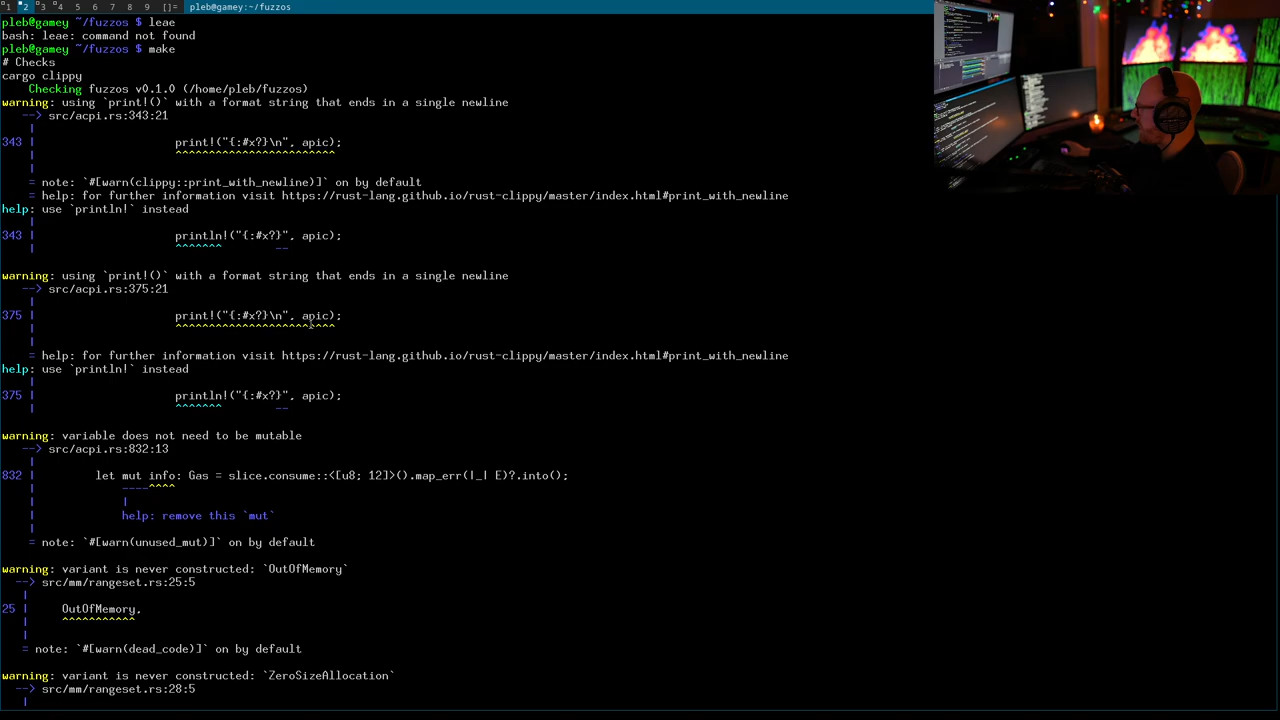 1 2 3 4 5 6 7 8 9 []= pleb@gamey:~/fuzzos
pleb@gamey ~/fuzzos $ leae
bash: leae: command not found
pleb@gamey ~/fuzzos $ make
# Checks
cargo clippy
Checking fuzzos v0.1.0 (/home/pleb/fuzzos)
warning: using `print!()` with a format string that ends in a single newline
--> src/acpi.rs:343:21
|
343 | print!("{:#x?}\n", apic);
| ^^^^^^^^^^^^^^^^^^^^^^^^
|
= note: `#[warn(clippy::print_with_newline)]` on by default
= help: for further information visit https://rust-lang.github.io/rust-clippy/master/index.html#print_with_newline
help: use `println!` instead
|
343 | println!("{:#x?}", apic);
| ^^^^^^^ --
warning: using `print!()` with a format string that ends in a single newline
--> src/acpi.rs:375:21
|
375 | print!("{:#x?}\n", apic);
| ^^^^^^^^^^^^^^^^^^^^^^^^
|
= help: for further information visit https://rust-lang.github.io/rust-clippy/master/index.html#print_with_newline
help: use `println!` instead
|
375 | println!("{:#x?}", apic);
| ^^^^^^^ --
warning: variable does not need to be mutable
--> src/acpi.rs:832:13
|
832 | let mut info: Gas = slice.consume::<[u8; 12]>().map_err(|_| E)?.into();
| ----^^^^
| |
| help: remove this `mut`
|
= note: `#[warn(unused_mut)]` on by default
warning: variant is never constructed: `OutOfMemory`
--> src/mm/rangeset.rs:25:5
|
25 | OutOfMemory,
| ^^^^^^^^^^^
|
= note: `#[warn(dead_code)]` on by default
warning: variant is never constructed: `ZeroSizeAllocation`
--> src/mm/rangeset.rs:28:5
|